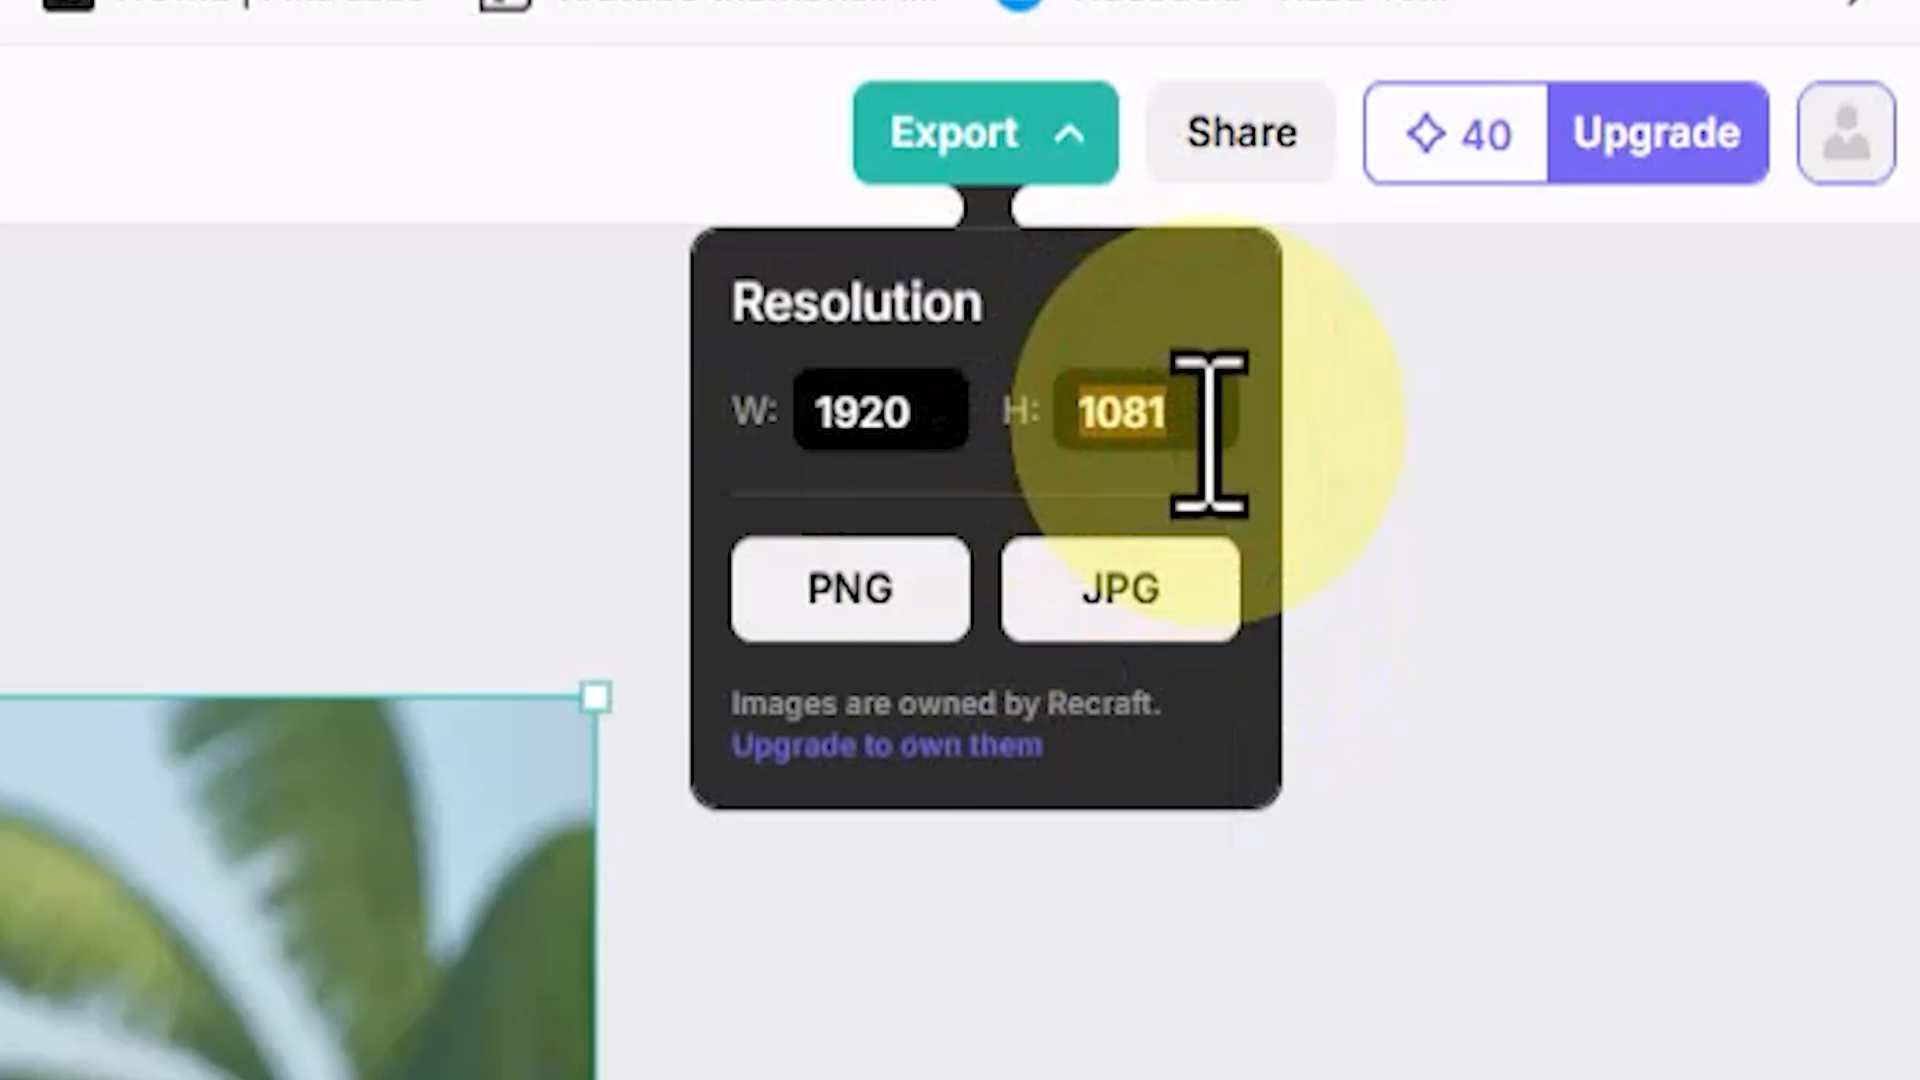 Export
Share
40
Upgrade
Resolution
W: 1920 H: 1081
PNG
JPG
Images are owned by Recraft.
Upgrade to own them